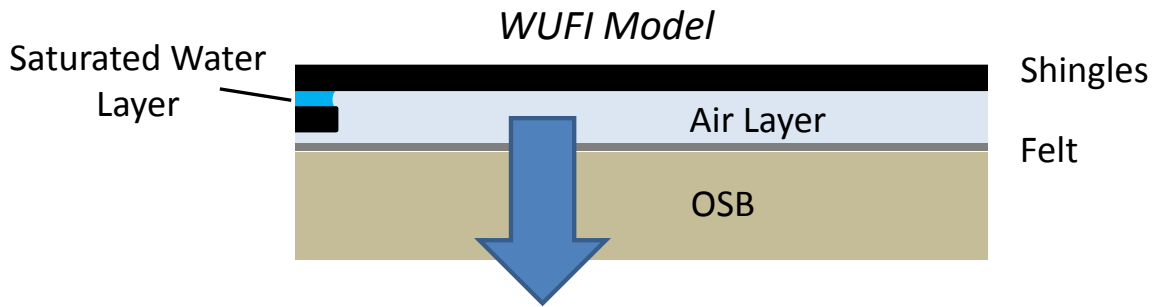 WUFI Model
Saturated Water
Layer
Shingles
Air Layer
Felt
OSB